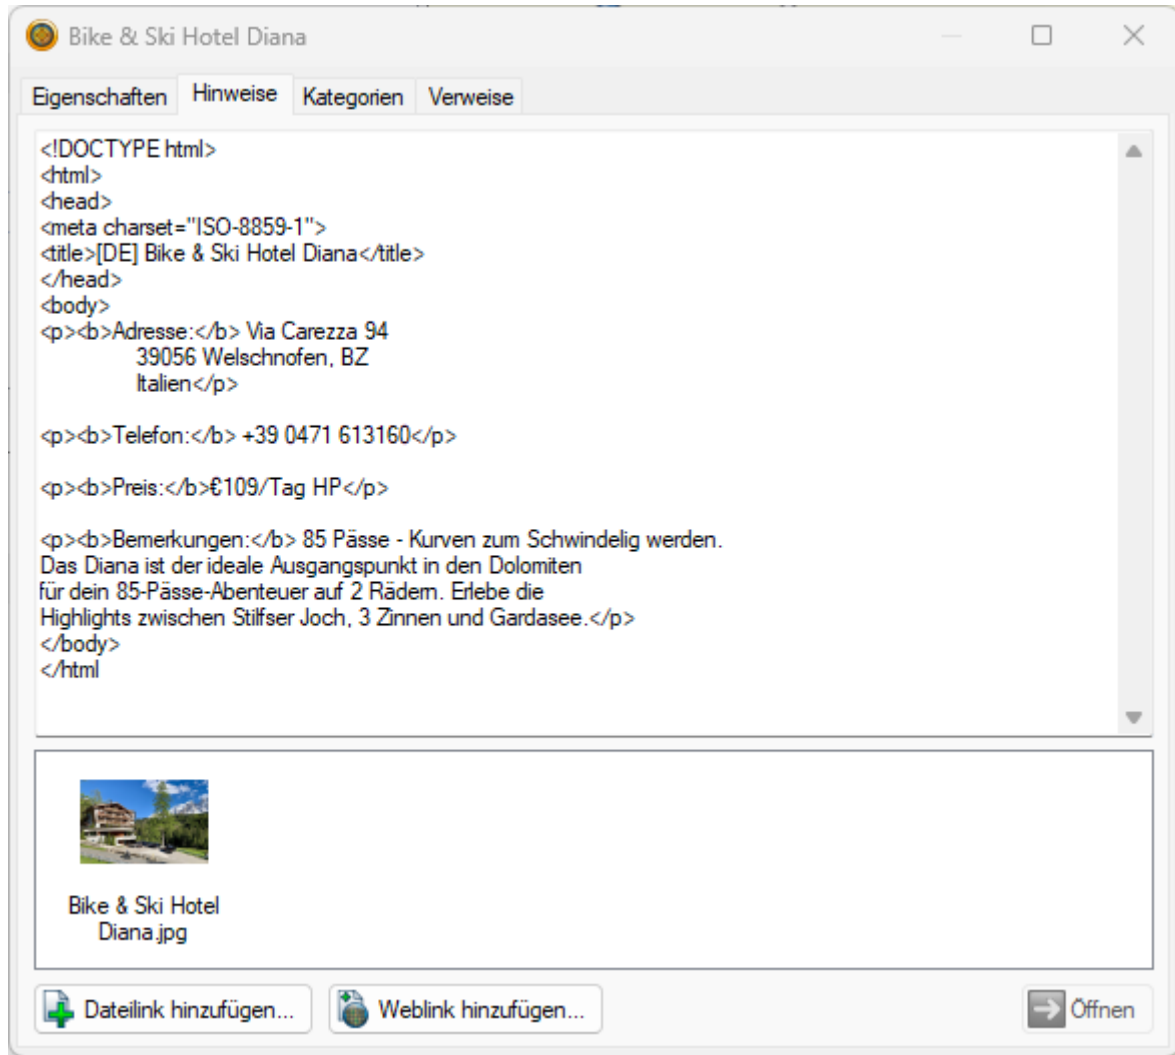 Bike & Ski Hotel Diana
Eigenschaften Hinweise Kategorien Verweise
<!DOCTYPE html>
<html>
<head>
<meta charset="ISO-8859-1">
<title>[DE] Bike & Ski Hotel Diana</title>
</head>
<body>
<p><b>Adresse:</b> Via Carezza 94
39056 Welschnofen, BZ
Italien</p>
<p><b>Telefon:</b> +39 0471 613160</p>
<p><b>Preis:</b>€109/Tag HP</p>
<p><b>Bemerkungen:</b> 85 Pässe - Kurven zum Schwindelig werden.
Das Diana ist der ideale Ausgangspunkt in den Dolomiten
für dein 85-Pässe-Abenteuer auf 2 Rädern. Erlebe die
Highlights zwischen Stilfser Joch, 3 Zinnen und Gardasee.</p>
</body>
</html
Bike & Ski Hotel
Diana.jpg
Dateilink hinzufügen... Weblink hinzufügen... Öffnen